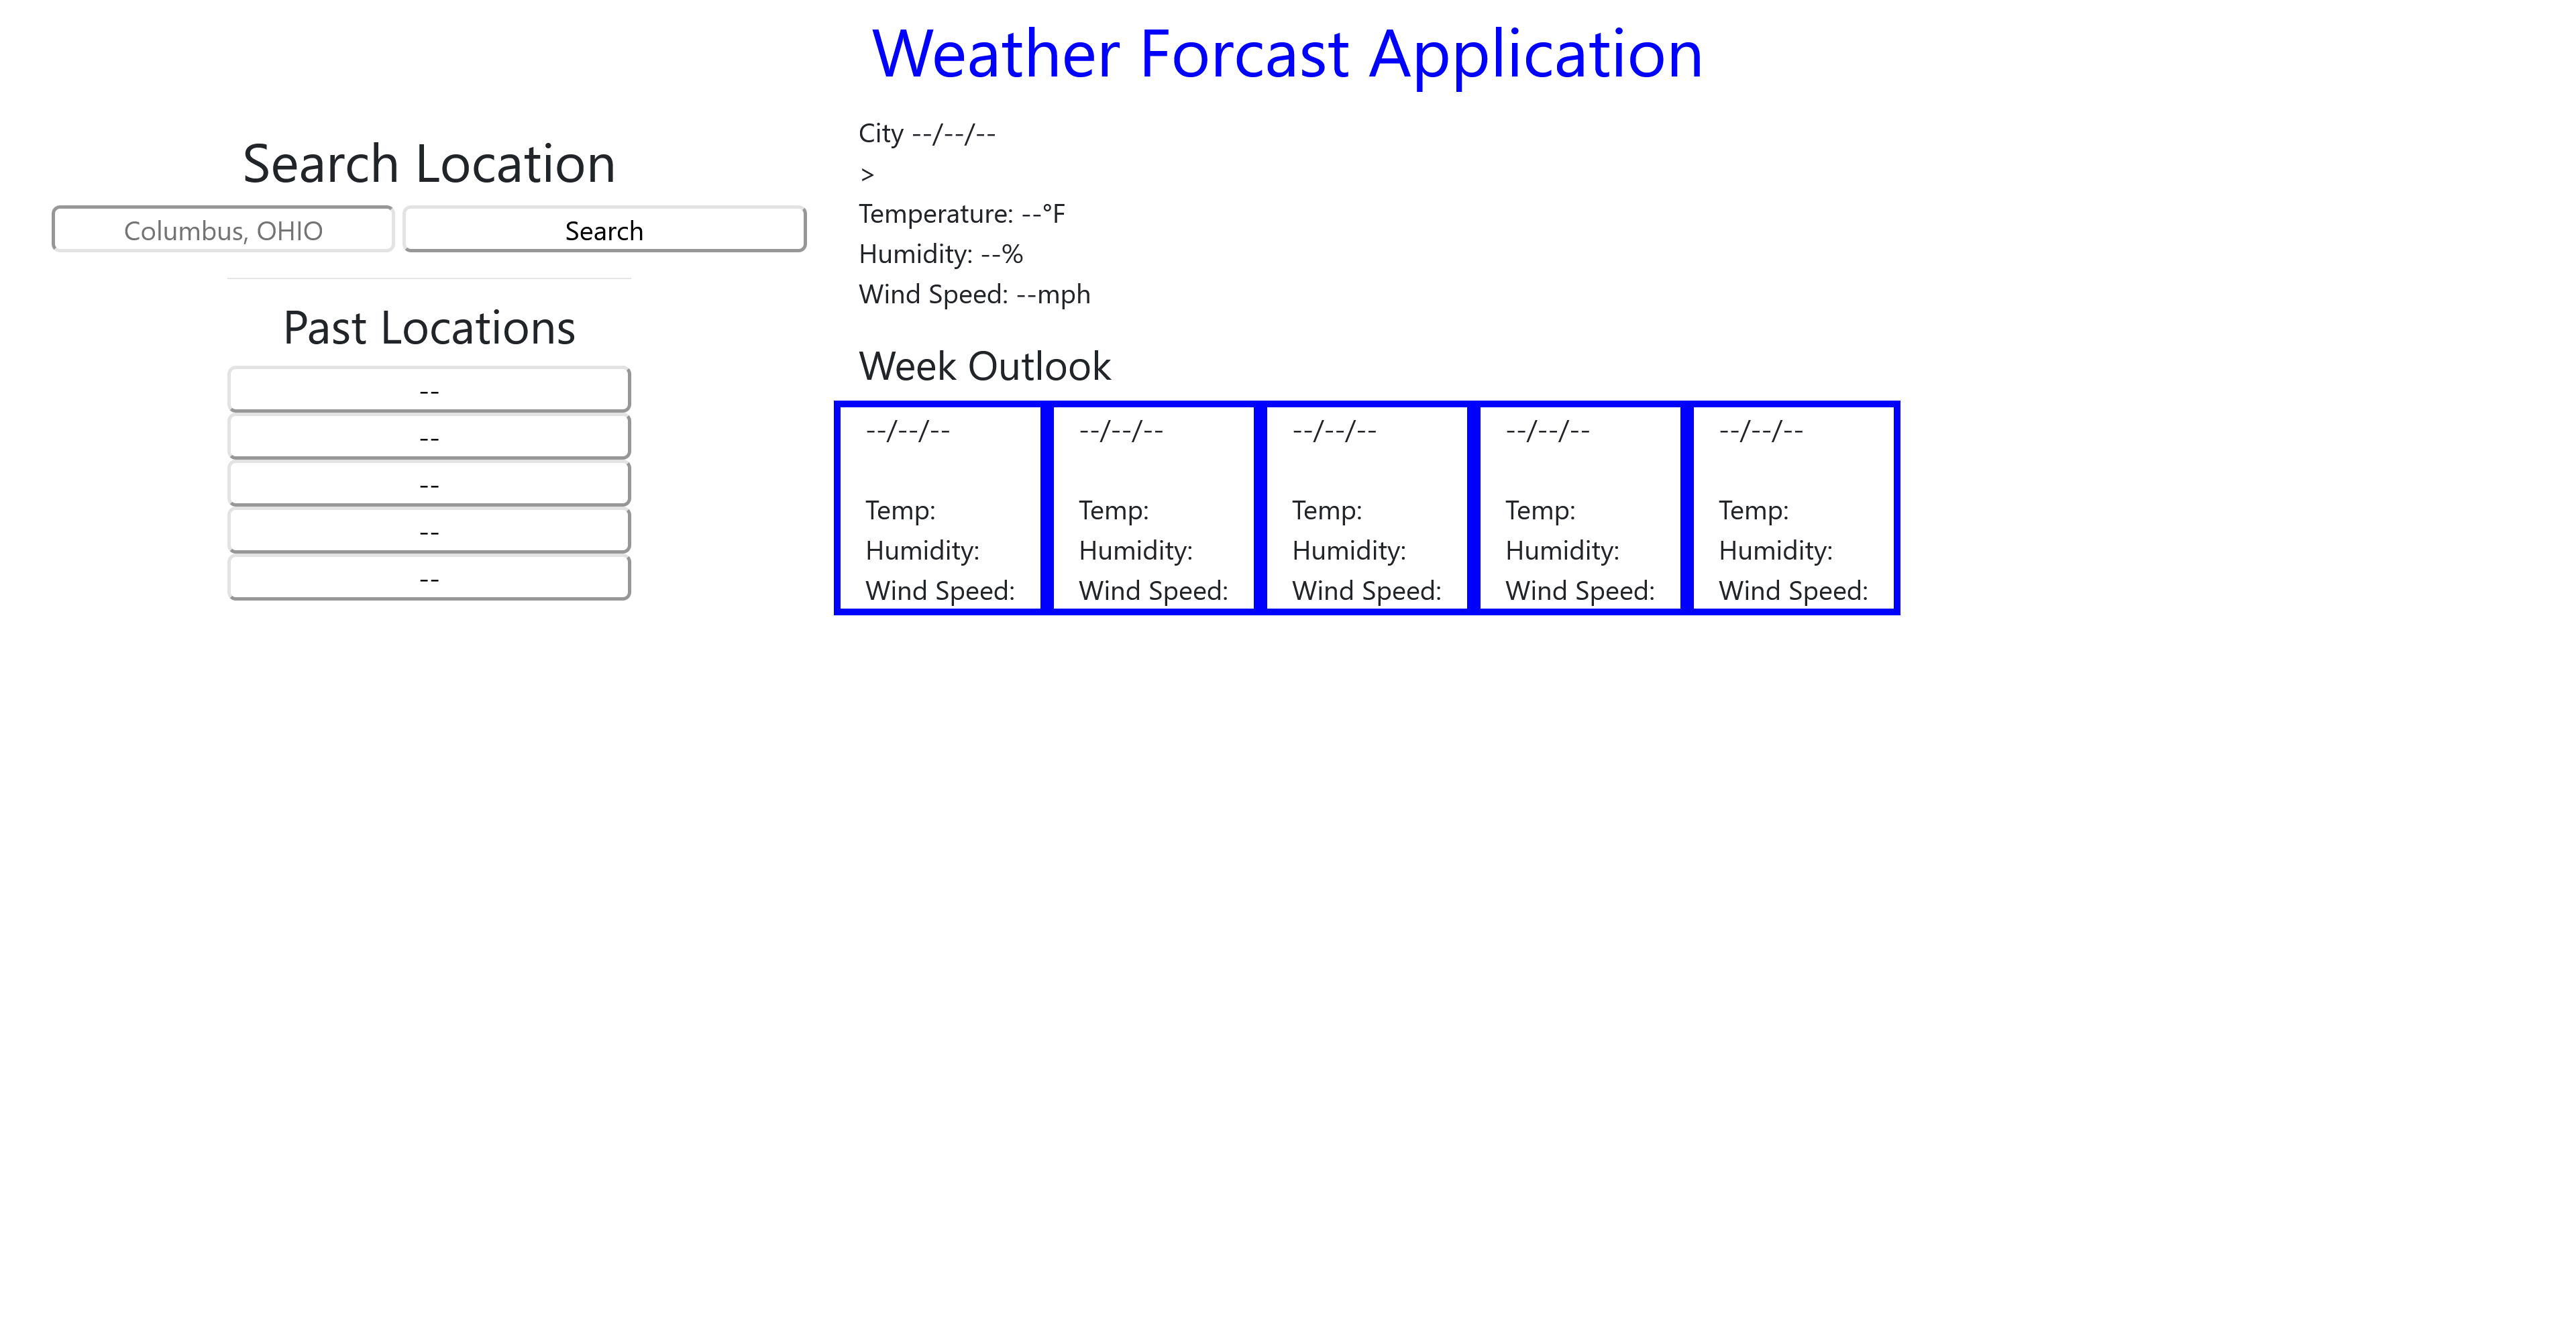 Weather Forcast Application
Search Location
Columbus, OHIO
Search
Past Locations
--
--
--
--
--
City --/--/--
>
Temperature: --°F
Humidity: --%
Wind Speed: --mph
Week Outlook
--/--/--
Temp:
Humidity:
Wind Speed:
--/--/--
Temp:
Humidity:
Wind Speed:
--/--/--
Temp:
Humidity:
Wind Speed:
--/--/--
Temp:
Humidity:
Wind Speed:
--/--/--
Temp:
Humidity:
Wind Speed: